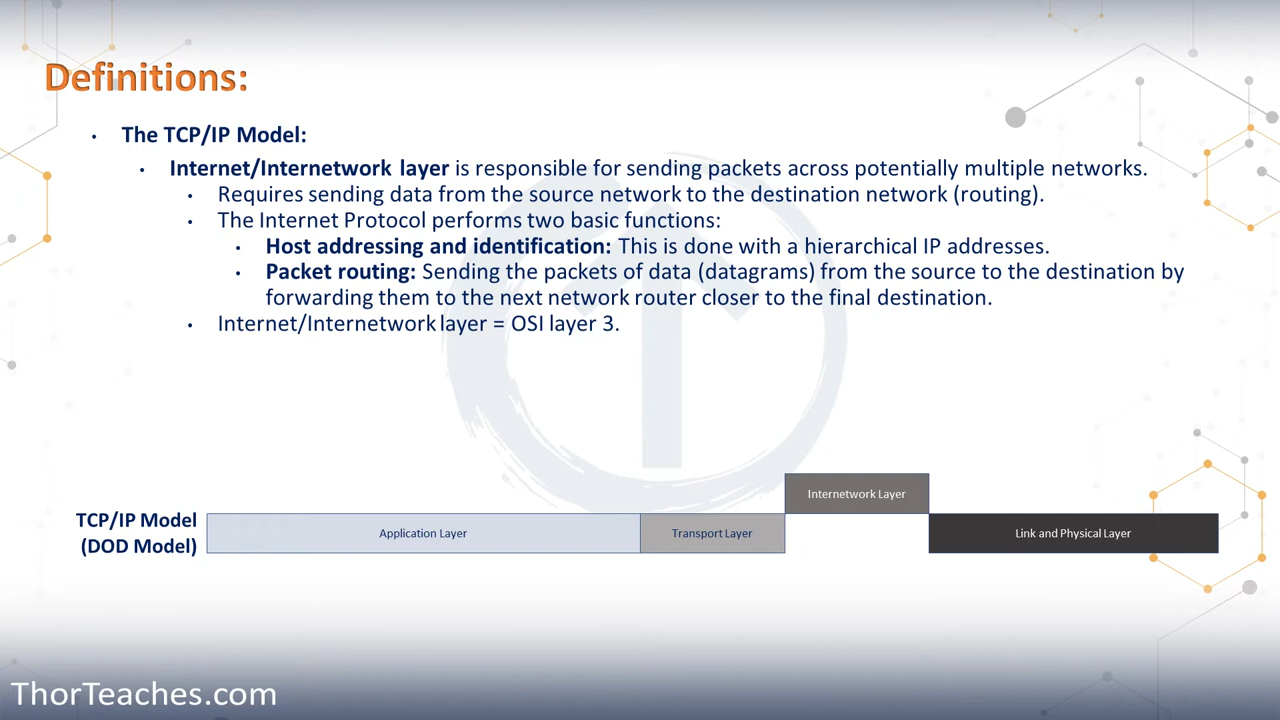 Definitions:
• The TCP/IP Model:
• Internet/Internetwork layer is responsible for sending packets across potentially multiple networks.
• Requires sending data from the source network to the destination network (routing).
• The Internet Protocol performs two basic functions:
• Host addressing and identification: This is done with a hierarchical IP addresses.
• Packet routing: Sending the packets of data (datagrams) from the source to the destination by
forwarding them to the next network router closer to the final destination.
• Internet/Internetwork layer = OSI layer 3.
Internetwork Layer
TCP/IP Model
(DOD Model)
Application Layer
Transport Layer
Link and Physical Layer
ThorTeaches.com